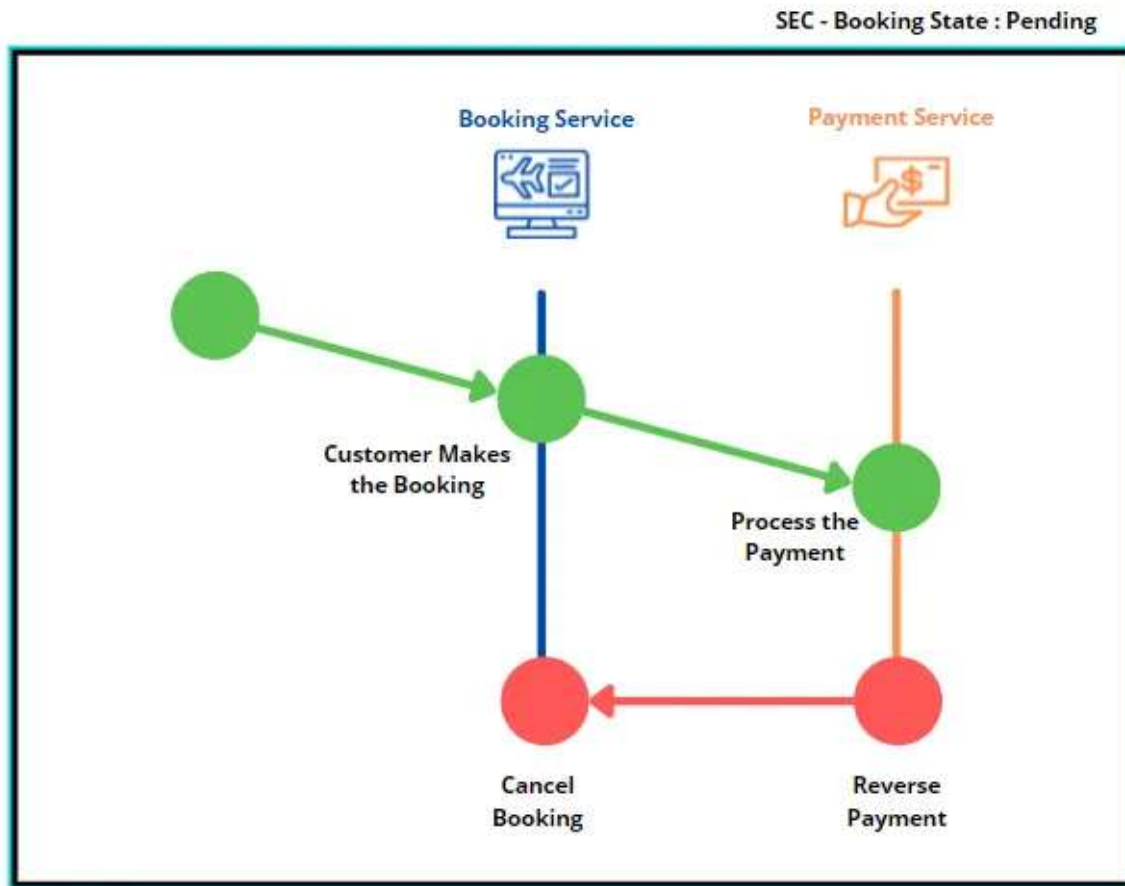 SEC - Booking State : Pending
Booking Service
Payment Service
$
Customer Makes
the Booking
Process the
Payment
Cancel
Booking
Reverse
Payment